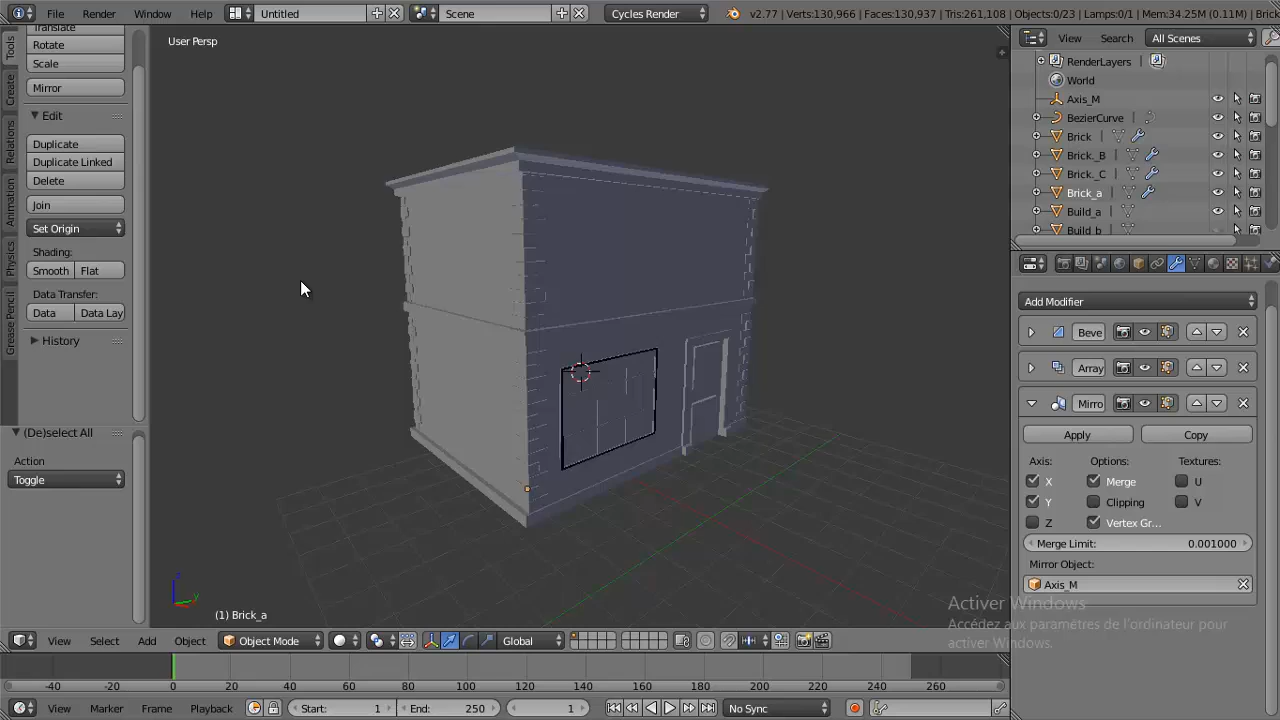 File Render Window Help Untitled Scene Cycles Render v2.77 | Verts:130,966 | Faces:130,937 | Tris:261,108 | Objects:0/23 | Lamps:0/1 | Mem:34.25M (0.11M) | Brick
Translate
Rotate
Scale
Mirror
Edit
Duplicate
Duplicate Linked
Delete
Join
Set Origin
Shading:
Smooth Flat
Data Transfer:
Data Data Lay
History
(De)select All
Action
Toggle
Tools
Create
Relations
Animation
Physics
Grease Pencil
User Persp
(1) Brick_a
View Search All Scenes
RenderLayers
World
Axis_M
BezierCurve
Brick
Brick._B
Brick._C
Brick_a
Build_a
Build_b
Add Modifier
Beve
Array
Mirro
Apply Copy
Axis: Options: Textures:
X Merge U
Y Clipping V
Z Vertex Gr...
Merge Limit: 0.001000
Mirror Object:
Axis_M
Activer Windows
Accédez aux paramètres de l'ordinateur pour
activer Windows.
View Select Add Object Object Mode Global
-40 -20 0 20 40 60 80 100 120 140 160 180 200 220 240 260
View Marker Frame Playback Start: 1 End: 250 1 No Sync